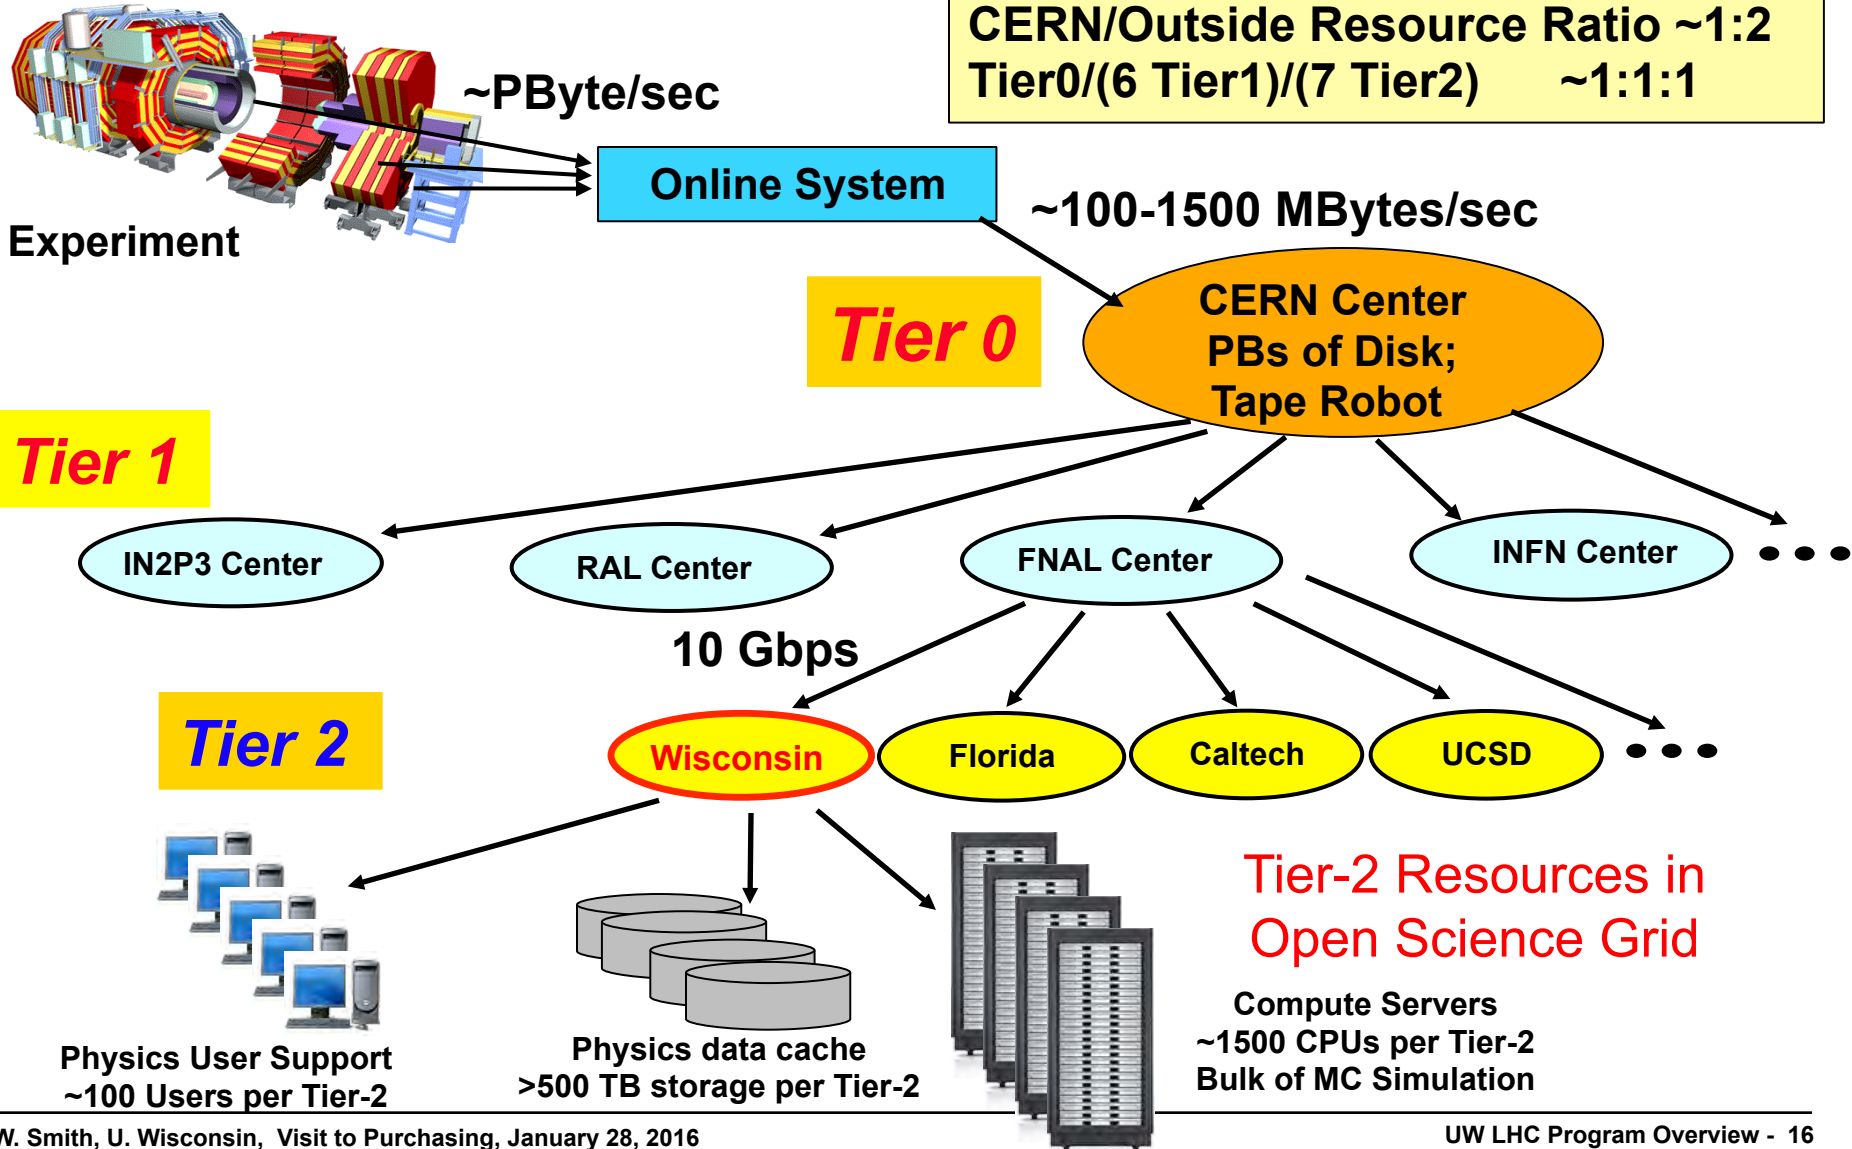 CERN/Outside Resource Ratio ~1:2
Tier0/(6 Tier1)/(7 Tier2) ~1:1:1
~PByte/sec
Online System
~100-1500 MBytes/sec
Experiment
Tier 0
CERN Center
PBs of Disk;
Tape Robot
Tier 1
IN2P3 Center
RAL Center
FNAL Center
INFN Center
10 Gbps
Tier 2
Wisconsin
Florida
Caltech
UCSD
Tier-2 Resources in
Open Science Grid
Physics User Support
~100 Users per Tier-2
Physics data cache
>500 TB storage per Tier-2
Compute Servers
~1500 CPUs per Tier-2
Bulk of MC Simulation
W. Smith, U. Wisconsin, Visit to Purchasing, January 28, 2016
UW LHC Program Overview - 16